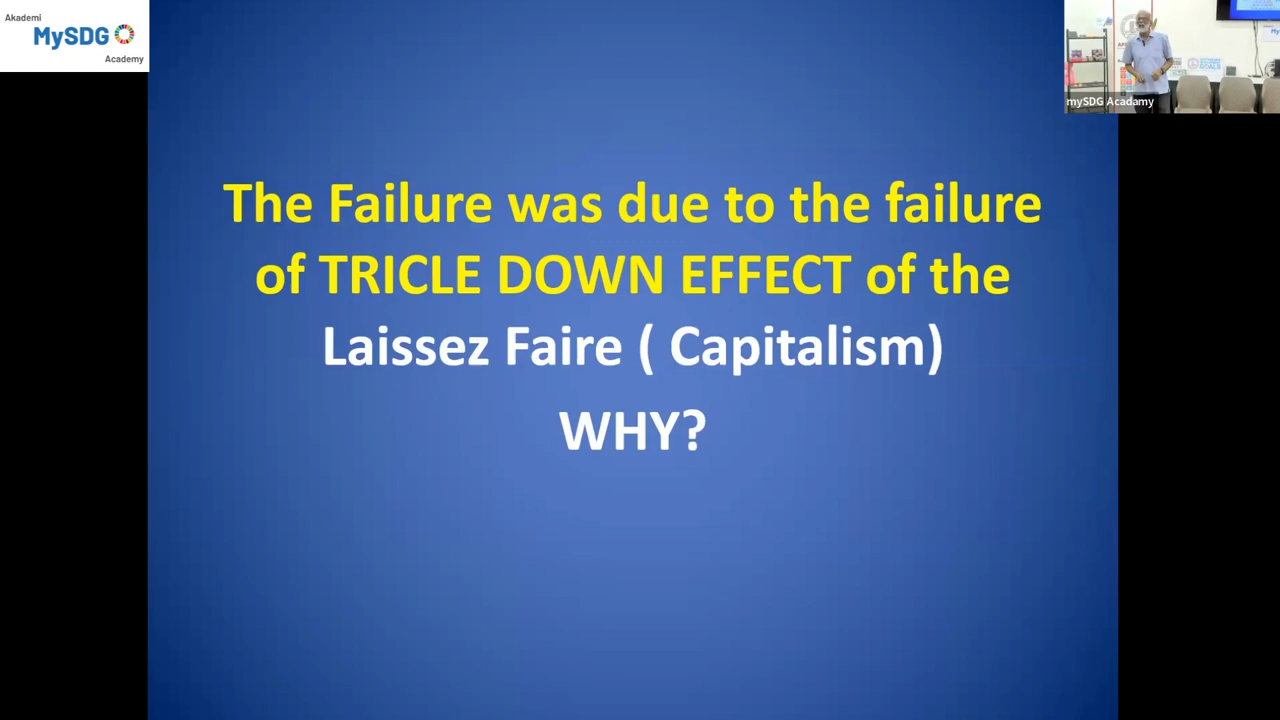 Akademi
MySDG
Academy
The Failure was due to the failure
of TRICLE DOWN EFFECT of the
Laissez Faire ( Capitalism)
WHY?
mySDG Acadamy